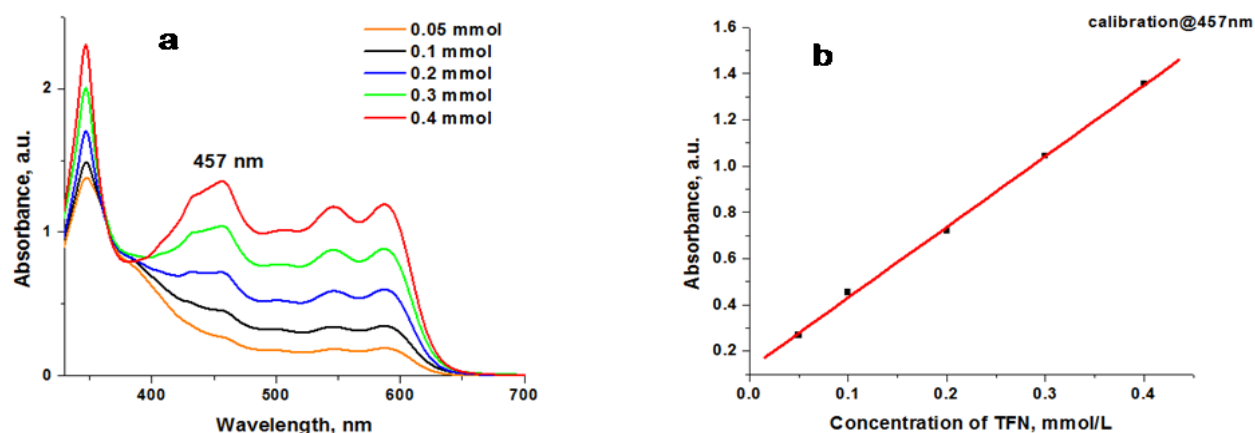 a
0.05 mmol
0.1 mmol
0.2 mmol
0.3 mmol
0.4 mmol
457 nm
2
1
0
Absorbance, a.u.
400
500
600
700
Wavelength, nm
b
calibration@457nm
1.6
1.4
1.2
1.0
0.8
0.6
0.4
0.2
Absorbance, a.u.
0.0
0.1
0.2
0.3
0.4
Concentration of TFN, mmol/L